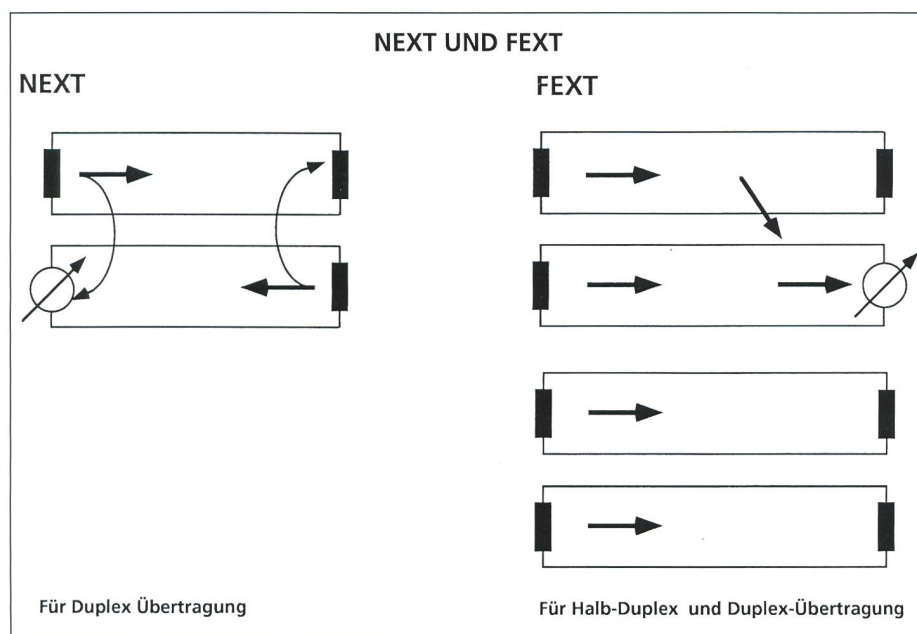 NEXT UND FEXT
NEXT
FEXT
Für Duplex Übertragung
Für Halb-Duplex und Duplex-Übertragung